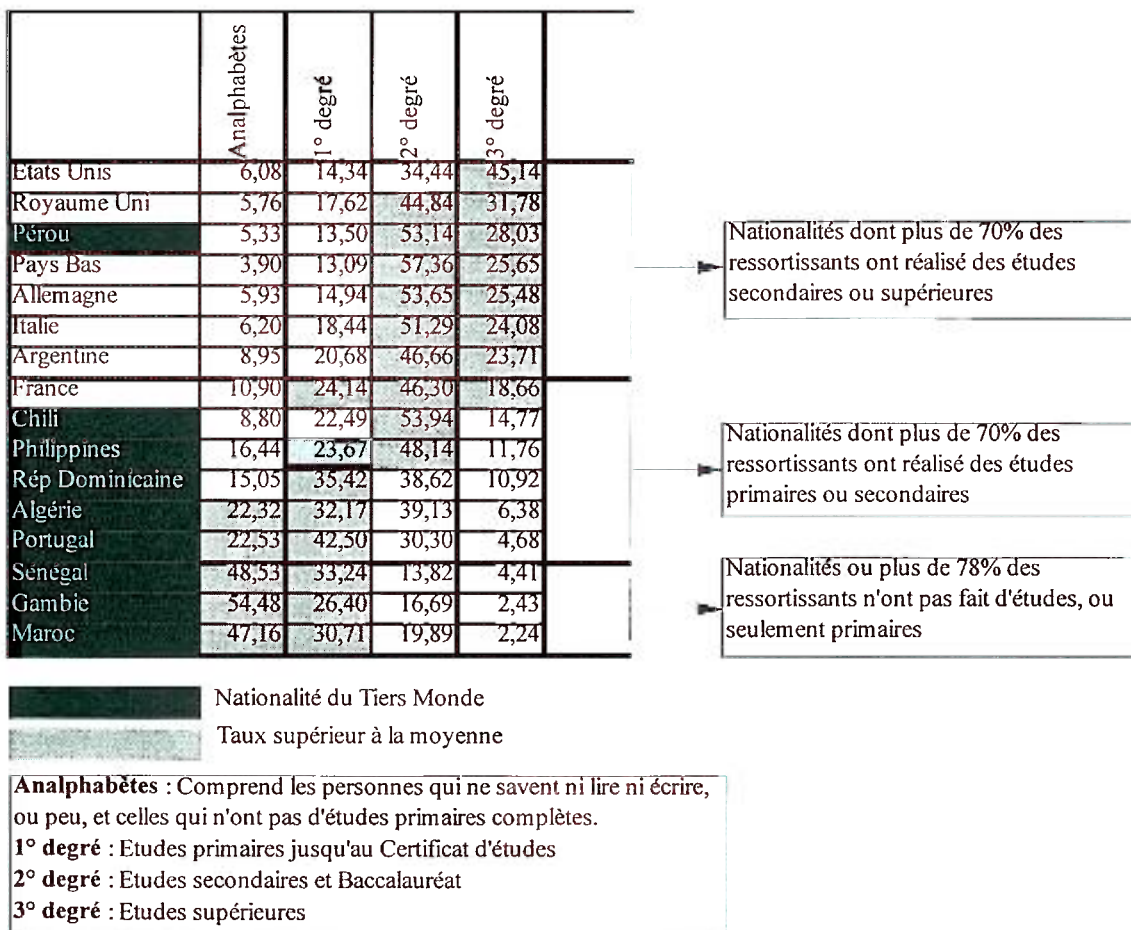 Analphabètes 1° degré 2° degré 3° degré
Etats Unis 6,08 14,34 34,44 45,14
Royaume Uni 5,76 17,62 44,84 31,78
Pérou 5,33 13,50 53,14 28,03
Pays Bas 3,90 13,09 57,36 25,65
Allemagne 5,93 14,94 53,65 25,48
Italie 6,20 18,44 51,29 24,08
Argentine 8,95 20,68 46,66 23,71
France 10,90 24,14 46,30 18,66
Chili 8,80 22,49 53,94 14,77
Philippines 16,44 23,67 48,14 11,76
Rép Dominicaine 15,05 35,42 38,62 10,92
Algérie 22,32 32,17 39,13 6,38
Portugal 22,53 42,50 30,30 4,68
Sénégal 48,53 33,24 13,82 4,41
Gambie 54,48 26,40 16,69 2,43
Maroc 47,16 30,71 19,89 2,24
Nationalités dont plus de 70% des
ressortissants ont réalisé des études
secondaires ou supérieures
Nationalités dont plus de 70% des
ressortissants ont réalisé des études
primaires ou secondaires
Nationalités ou plus de 78% des
ressortissants n'ont pas fait d'études, ou
seulement primaires
Nationalité du Tiers Monde
Taux supérieur à la moyenne
Analphabètes : Comprend les personnes qui ne savent ni lire ni écrire,
ou peu, et celles qui n'ont pas d'études primaires complètes.
1° degré : Etudes primaires jusqu'au Certificat d'études
2° degré : Etudes secondaires et Baccalauréat
3° degré : Etudes supérieures